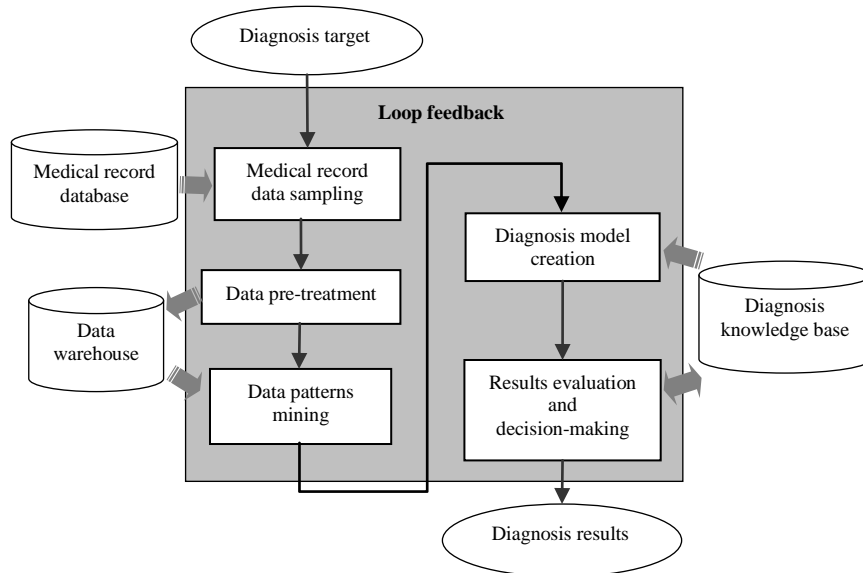 Diagnosis target
Loop feedback
Medical record
database
Medical record
data sampling
Data pre-treatment
Data
warehouse
Data patterns
mining
Diagnosis model
creation
Diagnosis
knowledge base
Results evaluation
and
decision-making
Diagnosis results